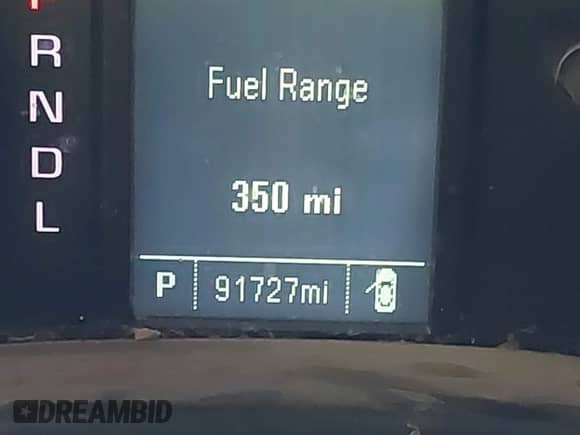 P
R
N
D
L
Fuel Range
350 mi
P 91727mi
DREAMBID